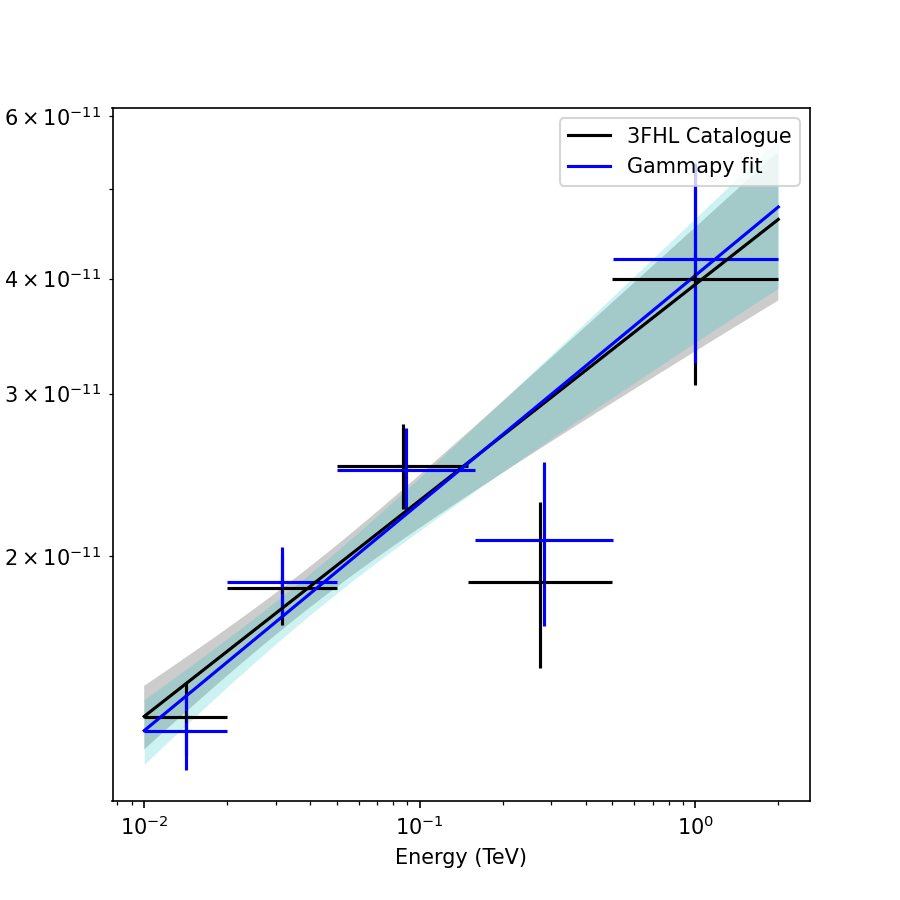 6 × 10⁻¹¹
4 × 10⁻¹¹
3 × 10⁻¹¹
2 × 10⁻¹¹
3FHL Catalogue
Gammapy fit
10⁻² 10⁻¹ 10⁰
Energy (TeV)